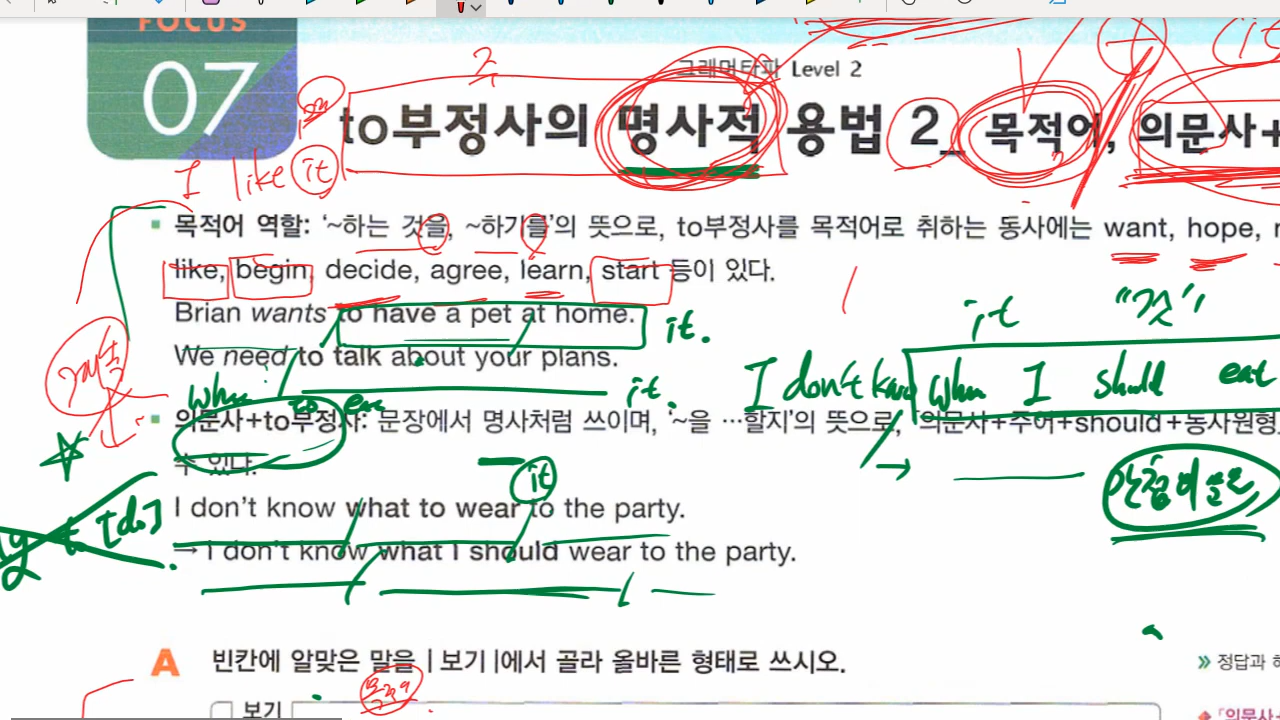 FOCUS
07
그래머타파 Level 2
to부정사의 명사적 용법 2_ 목적어, 의문사+
I like it
목적어 역할: '~하는 것을, ~하기를'의 뜻으로, to부정사를 목적어로 취하는 동사에는 want, hope,
like, begin, decide, agree, learn, start 등이 있다.
Brian wants to have a pet at home. it.
it "것"
We need to talk about your plans. it.
I don't know when I should eat
when to eat
의문사+to부정사: 문장에서 명사처럼 쓰이며, '~을 …할지'의 뜻으로, 의문사+주어+should+동사원형
수 있다.
it
I don't know what to wear to the party.
[do]
→ I don't know what I should wear to the party.
A 빈칸에 알맞은 말을 |보기|에서 골라 올바른 형태로 쓰시오.
» 정답과
목적어
보기
「의문사